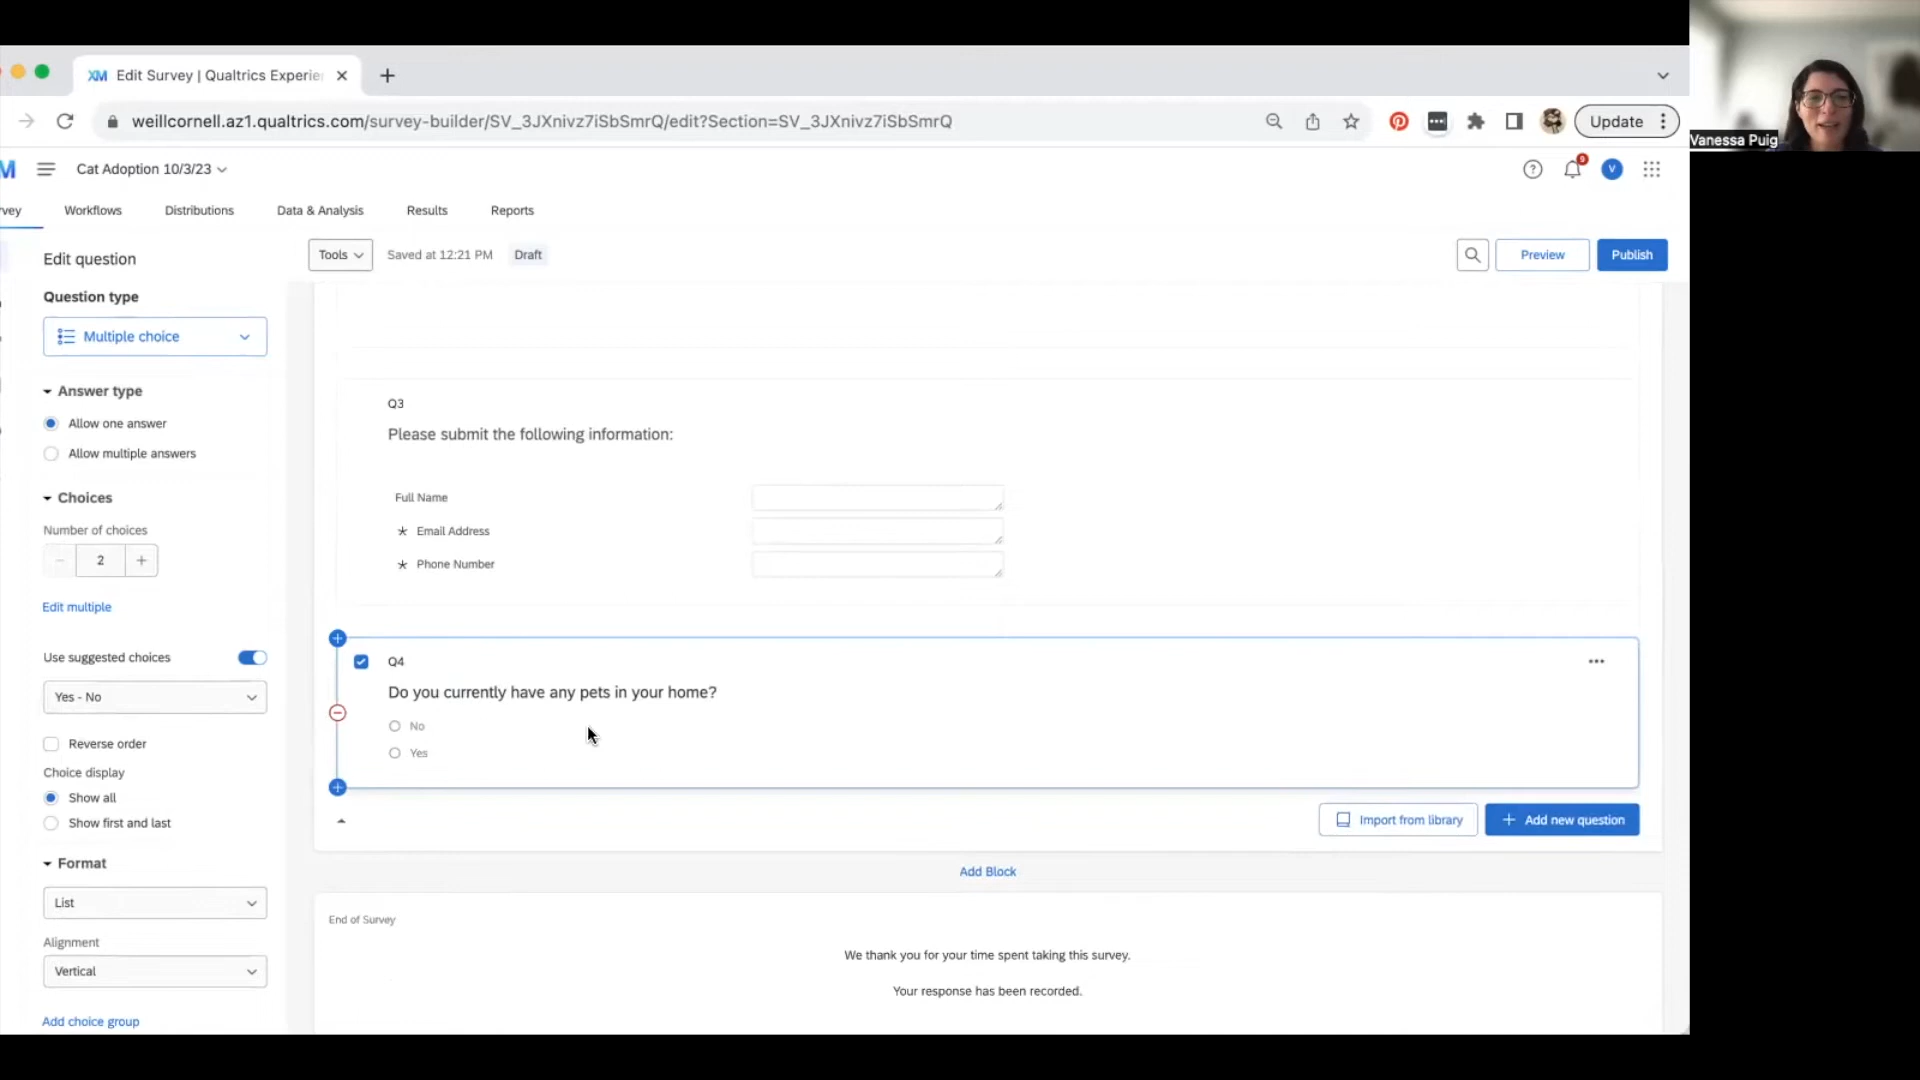 XM Edit Survey | Qualtrics Experie
weillcornell.az1.qualtrics.com/survey-builder/SV_3JXnivz7iSbSmrQ/edit?Section=SV_3JXnivz7iSbSmrQ
Update
Vanessa Puig
M
Cat Adoption 10/3/23
9
V
vey
Workflows
Distributions
Data & Analysis
Results
Reports
Edit question
Tools
Saved at 12:21 PM
Draft
Preview
Publish
Question type
Multiple choice
Answer type
Allow one answer
Allow multiple answers
Choices
Number of choices
2
Edit multiple
Use suggested choices
Yes - No
Reverse order
Choice display
Show all
Show first and last
Format
List
Alignment
Vertical
Add choice group
Q3
Please submit the following information:
Full Name
* Email Address
* Phone Number
Q4
Do you currently have any pets in your home?
No
Yes
Import from library
Add new question
Add Block
End of Survey
We thank you for your time spent taking this survey.
Your response has been recorded.